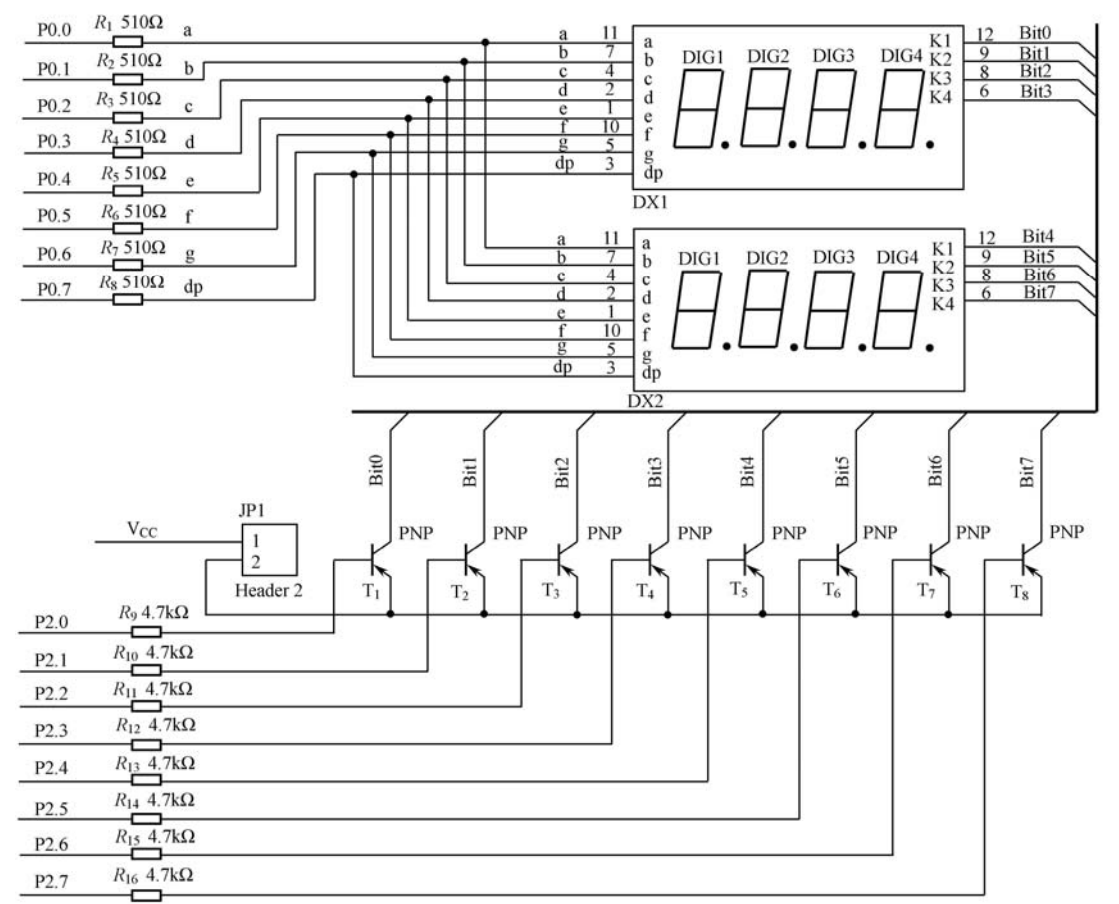 P0.0 R1 510Ω a
P0.1 R2 510Ω b
P0.2 R3 510Ω c
P0.3 R4 510Ω d
P0.4 R5 510Ω e
P0.5 R6 510Ω f
P0.6 R7 510Ω g
P0.7 R8 510Ω dp
a 11 a
b 7 b
c 4 c
d 2 d
e 1 e
f 10 f
g 5 g
dp 3 dp
DIG1 DIG2 DIG3 DIG4
K1 12 Bit0
K2 9 Bit1
K3 8 Bit2
K4 6 Bit3
DX1
a 11 a
b 7 b
c 4 c
d 2 d
e 1 e
f 10 f
g 5 g
dp 3 dp
DIG1 DIG2 DIG3 DIG4
K1 12 Bit4
K2 9 Bit5
K3 8 Bit6
K4 6 Bit7
DX2
Bit0 Bit1 Bit2 Bit3 Bit4 Bit5 Bit6 Bit7
JP1
VCC
1
2
Header 2
PNP PNP PNP PNP PNP PNP PNP PNP
T1 T2 T3 T4 T5 T6 T7 T8
P2.0 R9 4.7kΩ
P2.1 R10 4.7kΩ
P2.2 R11 4.7kΩ
P2.3 R12 4.7kΩ
P2.4 R13 4.7kΩ
P2.5 R14 4.7kΩ
P2.6 R15 4.7kΩ
P2.7 R16 4.7kΩ